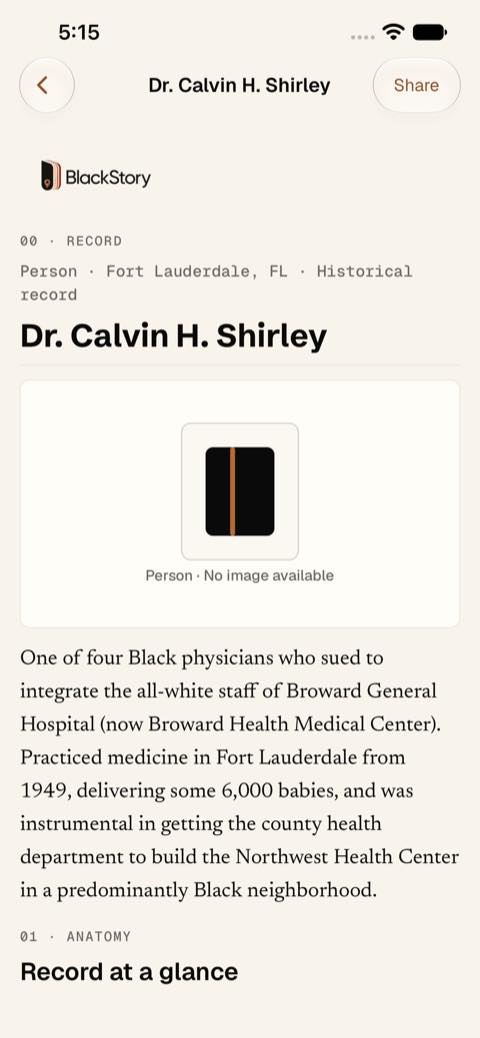 5:15
Dr. Calvin H. Shirley
Share
BlackStory
00 · RECORD
Person · Fort Lauderdale, FL · Historical
record
Dr. Calvin H. Shirley
Person · No image available
One of four Black physicians who sued to
integrate the all-white staff of Broward General
Hospital (now Broward Health Medical Center).
Practiced medicine in Fort Lauderdale from
1949, delivering some 6,000 babies, and was
instrumental in getting the county health
department to build the Northwest Health Center
in a predominantly Black neighborhood.
01 · ANATOMY
Record at a glance